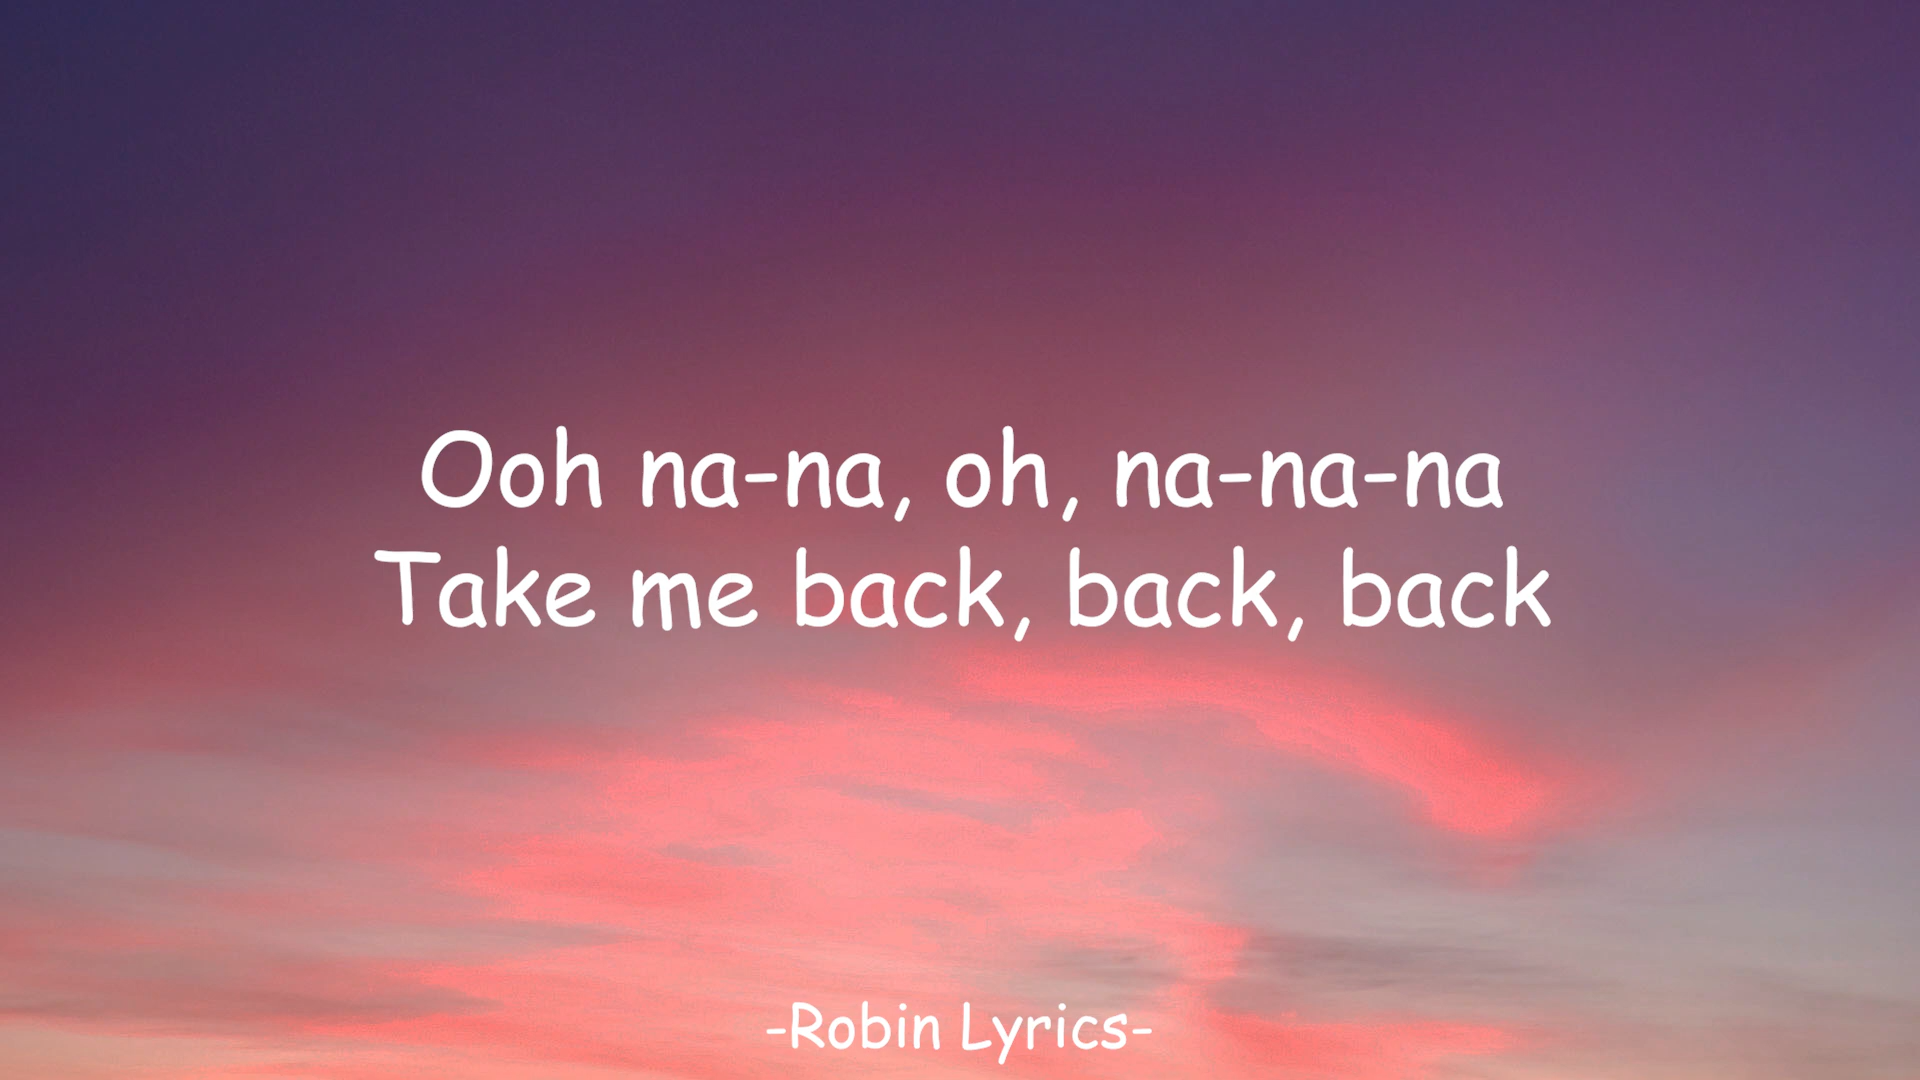 Ooh na-na, oh, na-na-na
Take me back, back, back
-Robin Lyrics-